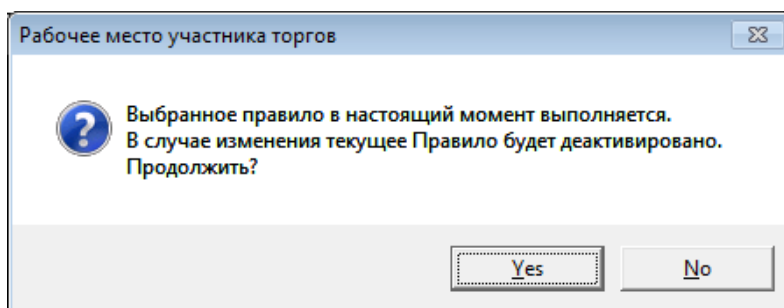 Рабочее место участника торгов
Выбранное правило в настоящий момент выполняется.
В случае изменения текущее Правило будет деактивировано.
Продолжить?
Yes
No